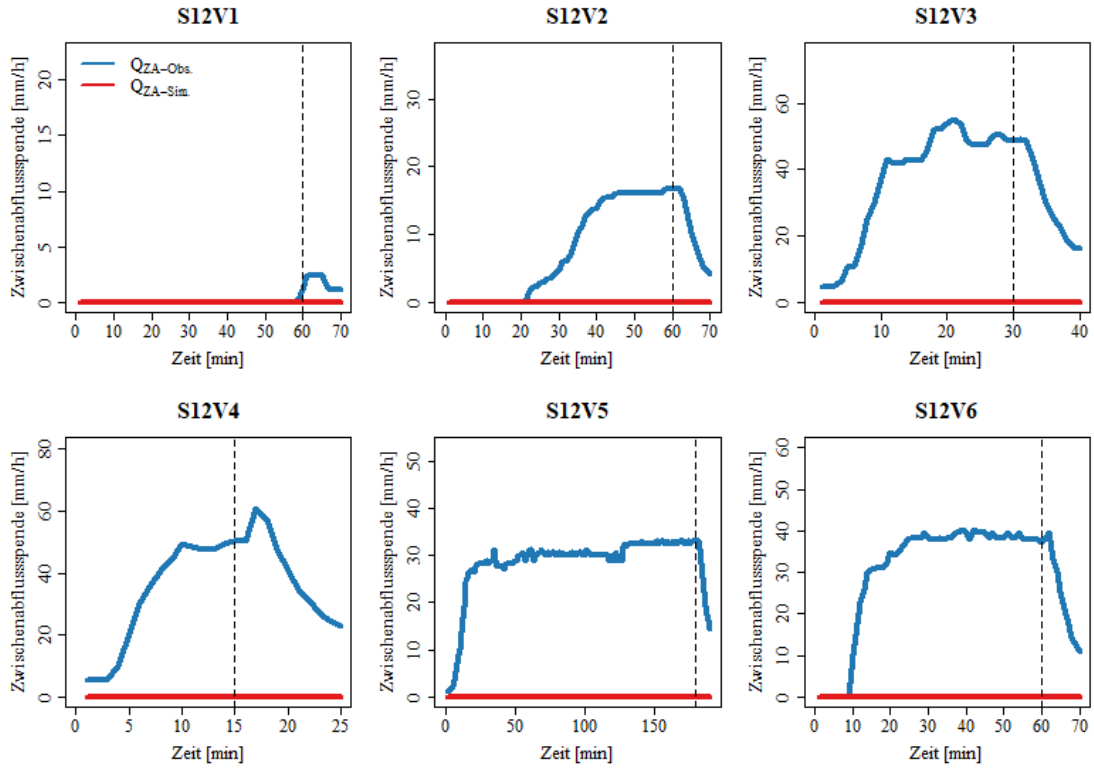 S12V1
Zwischenabflussspende [mm/h]
20
15
10
5
0
Q_ZA-Obs.
Q_ZA-Sim.
0 10 20 30 40 50 60 70
Zeit [min]
S12V2
Zwischenabflussspende [mm/h]
30
20
10
0
0 10 20 30 40 50 60 70
Zeit [min]
S12V3
Zwischenabflussspende [mm/h]
60
40
20
0
0 10 20 30 40
Zeit [min]
S12V4
Zwischenabflussspende [mm/h]
80
60
40
20
0
0 5 10 15 20 25
Zeit [min]
S12V5
Zwischenabflussspende [mm/h]
50
40
30
20
10
0
0 50 100 150
Zeit [min]
S12V6
Zwischenabflussspende [mm/h]
60
50
40
30
20
10
0
0 10 20 30 40 50 60 70
Zeit [min]